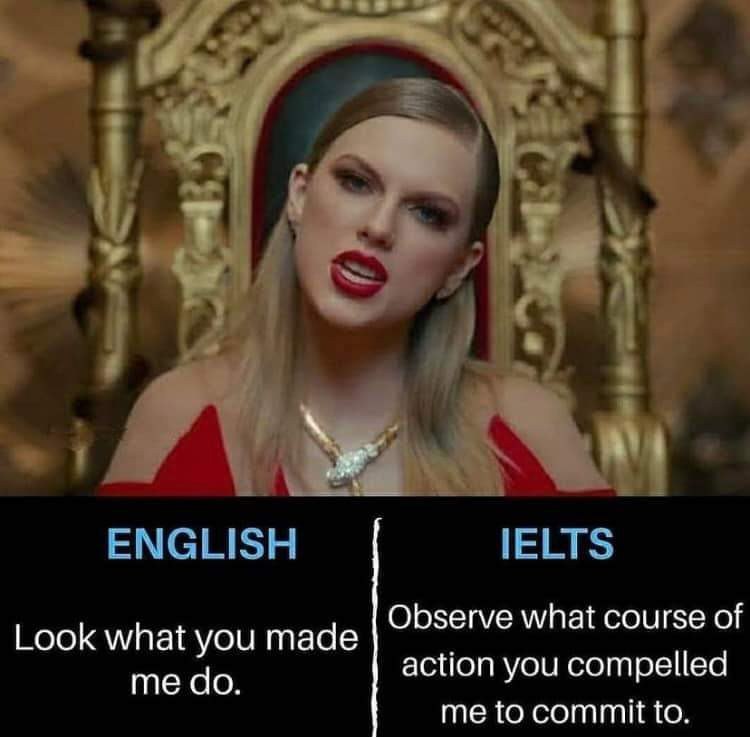 ENGLISH
Look what you made
me do.
IELTS
Observe what course of
action you compelled
me to commit to.